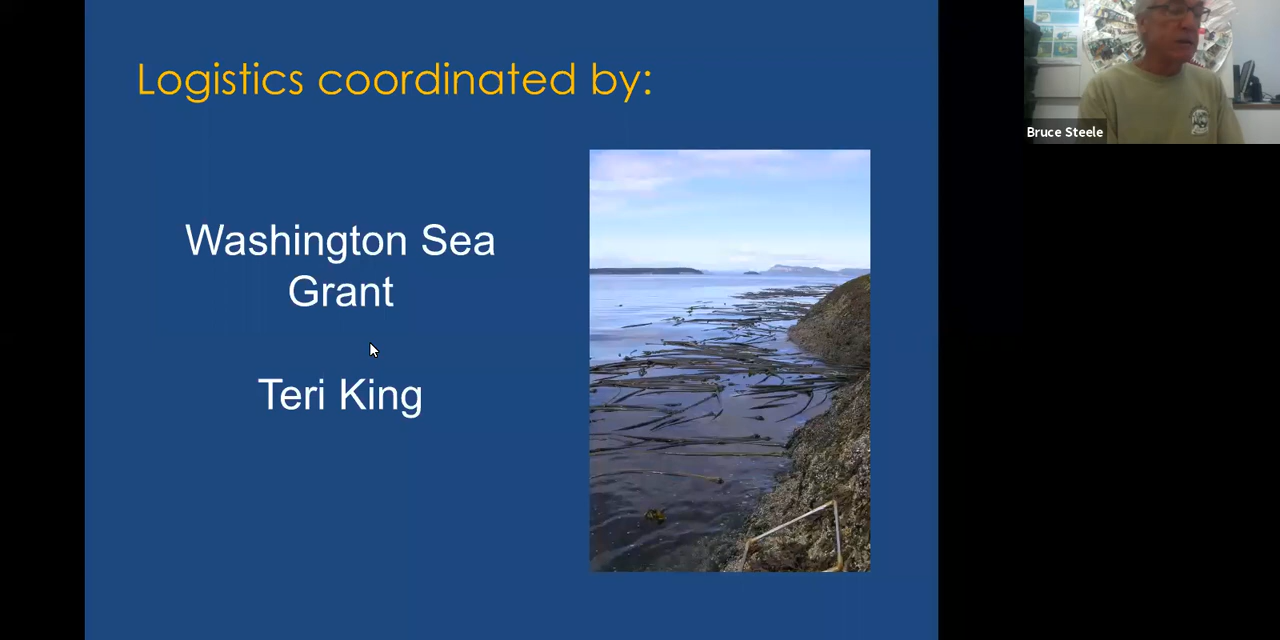 Logistics coordinated by:
Washington Sea
Grant
Teri King
Bruce Steele